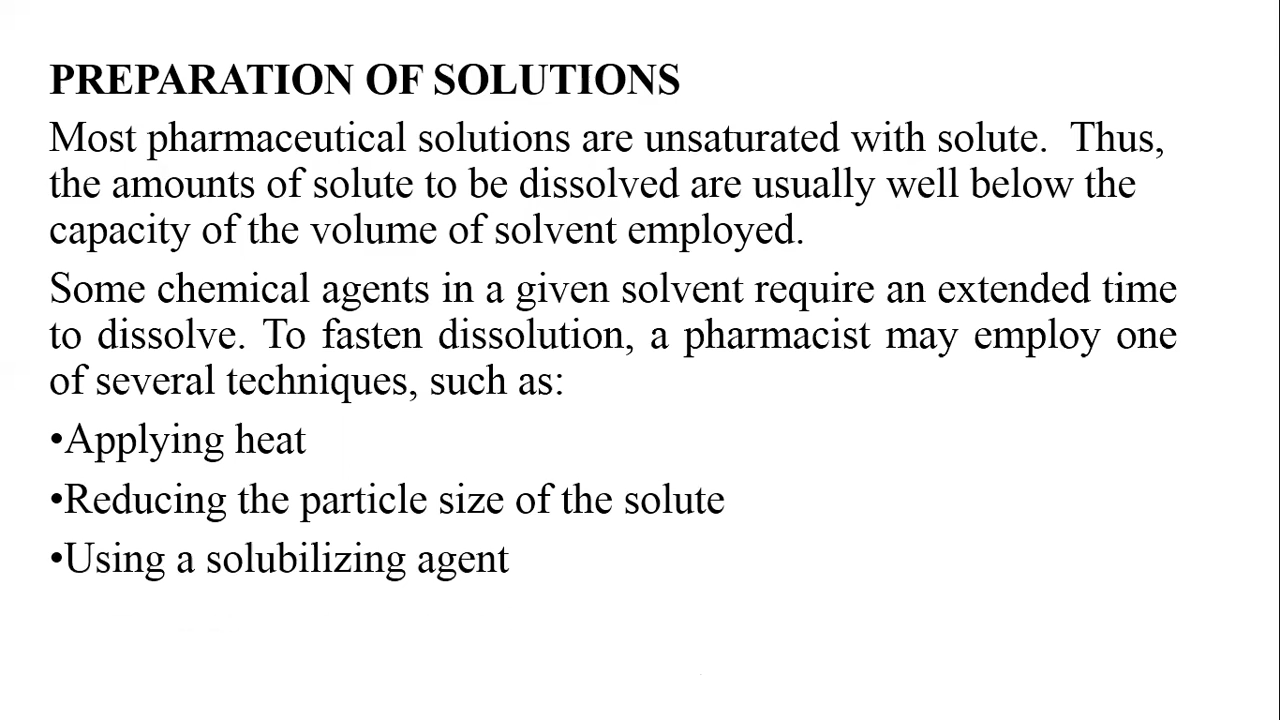 PREPARATION OF SOLUTIONS
Most pharmaceutical solutions are unsaturated with solute.  Thus,
the amounts of solute to be dissolved are usually well below the
capacity of the volume of solvent employed.
Some chemical agents in a given solvent require an extended time
to dissolve. To fasten dissolution, a pharmacist may employ one
of several techniques, such as:
•Applying heat
•Reducing the particle size of the solute
•Using a solubilizing agent